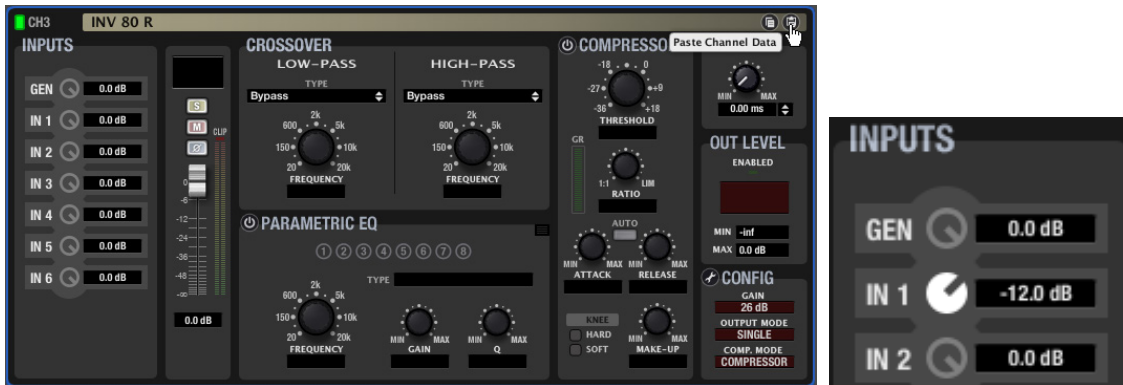 CH3 INV 80 R
Paste Channel Data
INPUTS
GEN 0.0 dB
IN 1 0.0 dB
IN 2 0.0 dB
IN 3 0.0 dB
IN 4 0.0 dB
IN 5 0.0 dB
IN 6 0.0 dB
S
M
CLIP
Ø
0
-6
-12
-24
-36
-48
-∞
0.0 dB
CROSSOVER
LOW-PASS
TYPE
Bypass
2k
600 5k
150 10k
20 20k
FREQUENCY
HIGH-PASS
TYPE
Bypass
2k
600 5k
150 10k
20 20k
FREQUENCY
PARAMETRIC EQ
1 2 3 4 5 6 7 8
TYPE
2k
600 5k
150 10k
20 20k
FREQUENCY
MIN MAX
GAIN
MIN MAX
Q
COMPRESSO
-18 0
-27 +9
-36 +18
THRESHOLD
GR
1:1 LIM
RATIO
AUTO
MIN MAX
ATTACK
MIN MAX
RELEASE
KNEE
HARD
SOFT
MIN MAX
MAKE-UP
MIN MAX
0.00 ms
OUT LEVEL
ENABLED
MIN -inf
MAX 0.0 dB
CONFIG
GAIN
26 dB
OUTPUT MODE
SINGLE
COMP. MODE
COMPRESSOR
INPUTS
GEN 0.0 dB
IN 1 -12.0 dB
IN 2 0.0 dB